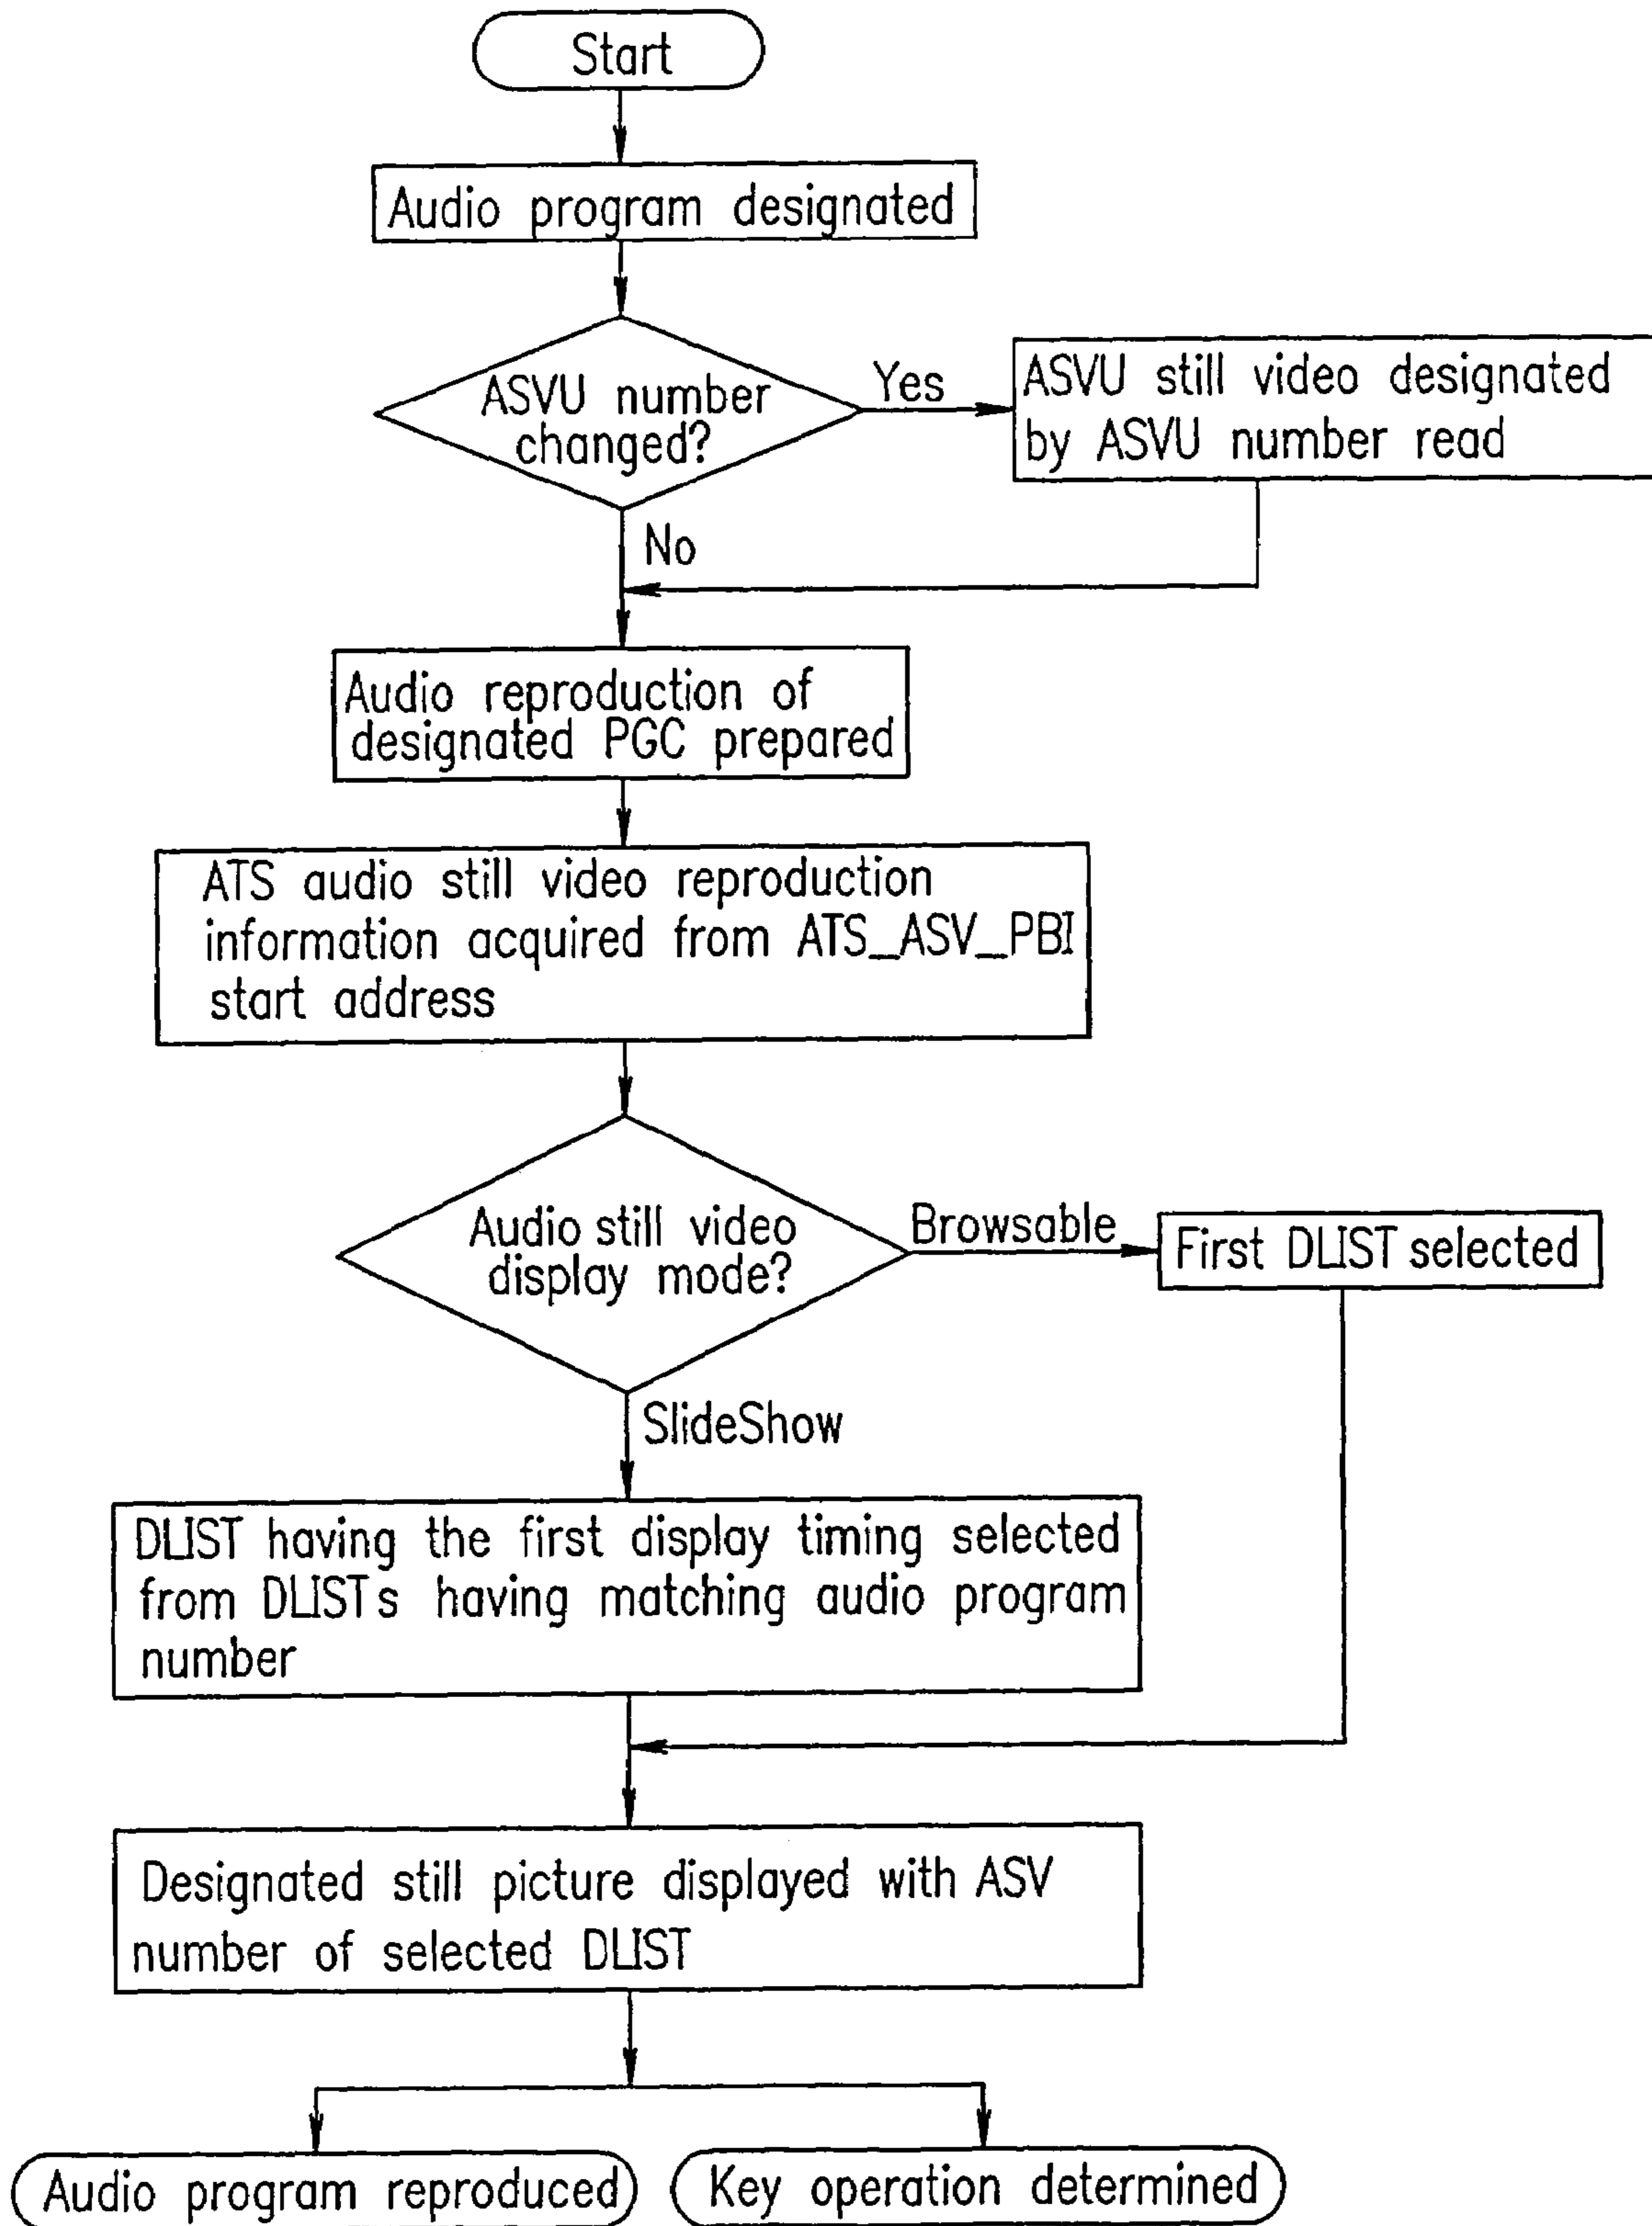 Start
Audio program designated
ASVU number
changed?
Yes
ASVU still video designated
by ASVU number read
No
Audio reproduction of
designated PGC prepared
ATS audio still video reproduction
information acquired from ATS_ASV_PBI
start address
Audio still video
display mode?
Browsable
First DLIST selected
SlideShow
DLIST having the first display timing selected
from DLISTs having matching audio program
number
Designated still picture displayed with ASV
number of selected DLIST
Audio program reproduced
Key operation determined